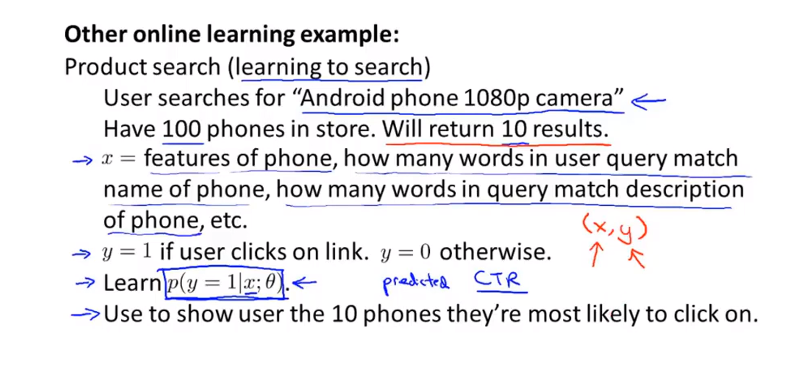 Other online learning example:
Product search (learning to search)
User searches for “Android phone 1080p camera”
Have 100 phones in store. Will return 10 results.
x = features of phone, how many words in user query match
name of phone, how many words in query match description
of phone, etc.
(x, y)
y = 1 if user clicks on link. y = 0 otherwise.
Learn p(y = 1|x; θ). predicted CTR
Use to show user the 10 phones they’re most likely to click on.